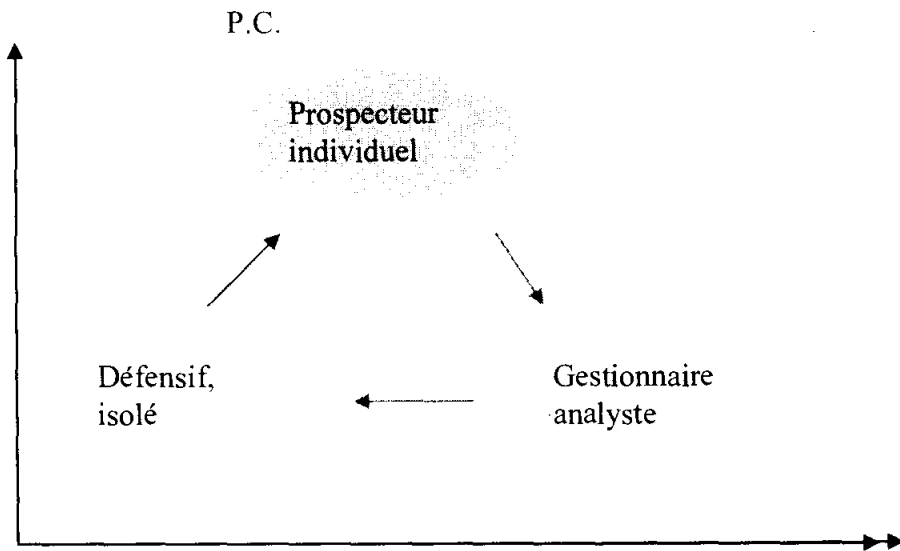 P.C.
Prospecteur
individuel
Défensif,
isolé
Gestionnaire
analyste